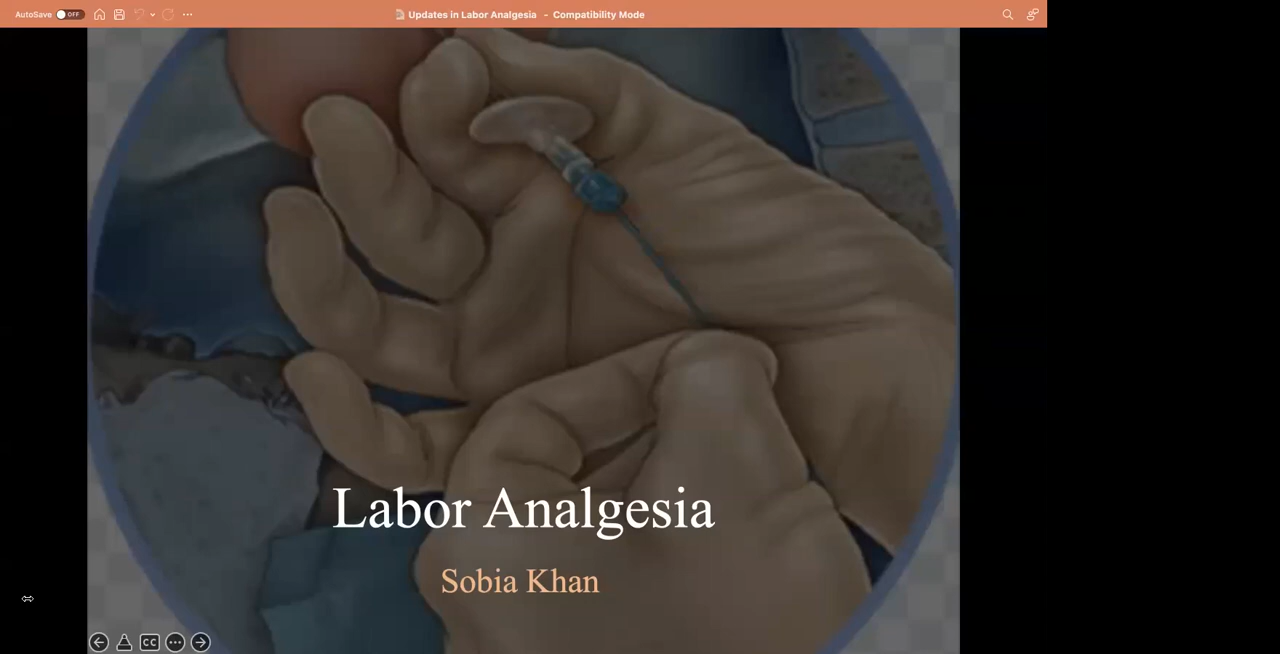 AutoSave OFF
Updates in Labor Analgesia - Compatibility Mode
Labor Analgesia
Sobia Khan
CC